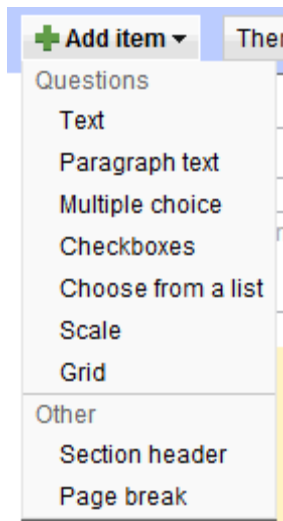 Add item
Questions
Text
Paragraph text
Multiple choice
Checkboxes
Choose from a list
Scale
Grid
Other
Section header
Page break